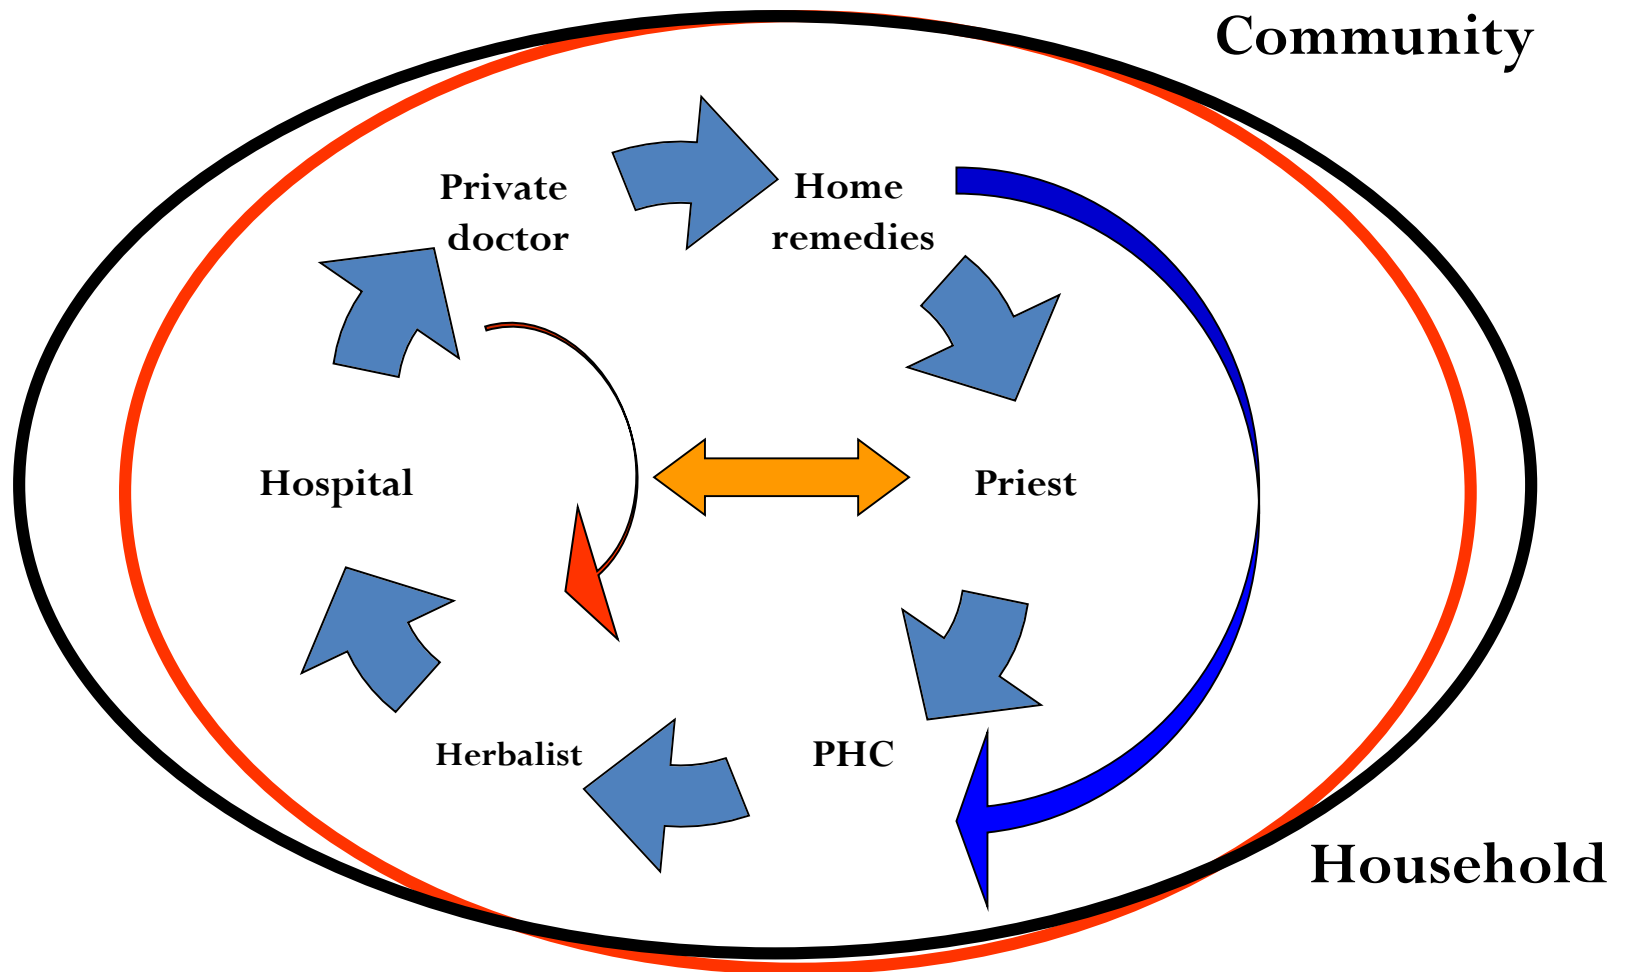 Community
Private
doctor
Home
remedies
Hospital
Priest
Herbalist
PHC
Household